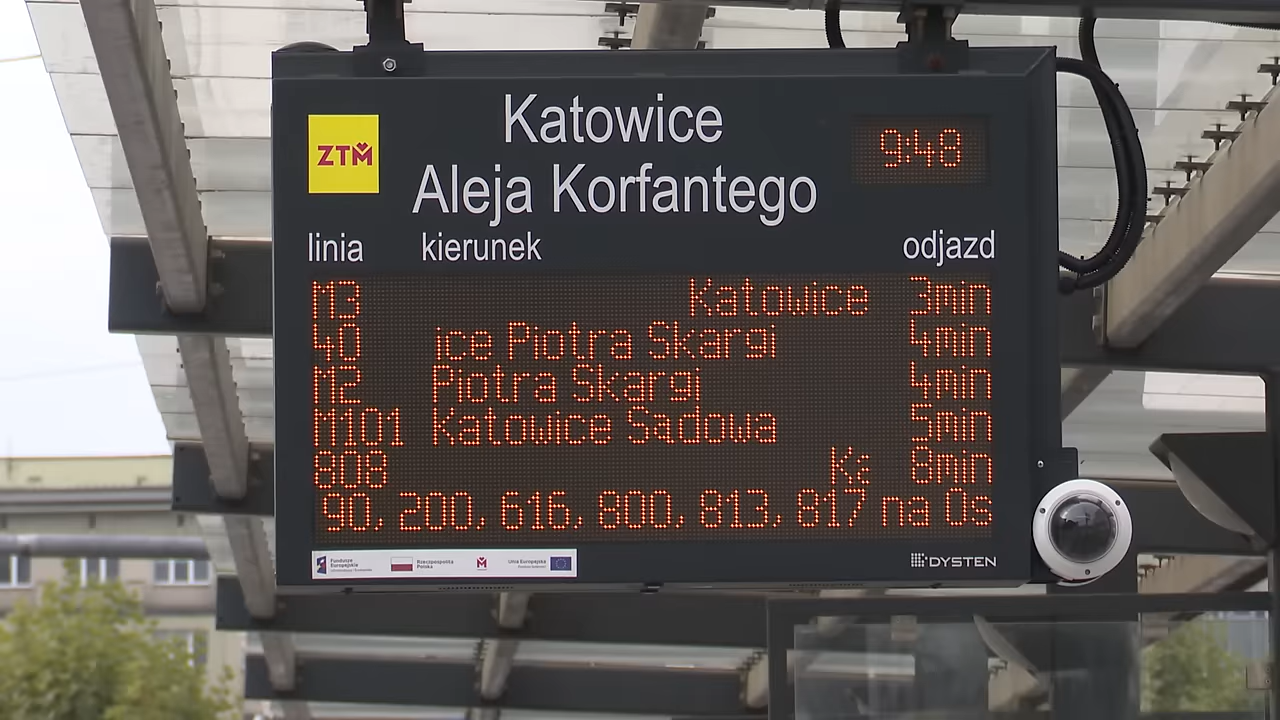 Katowice
Aleja Korfantego
ZTM
9:48
linia kierunek odjazd
M3 Katowice 3min
40 ice Piotra Skargi 4min
M2 Piotra Skargi 4min
M101 Katowice Sądowa 5min
808 Ka 8min
90, 200, 616, 800, 813, 817 na Os
Fundusze Europejskie
Rzeczpospolita Polska
Unia Europejska
DYSTEN